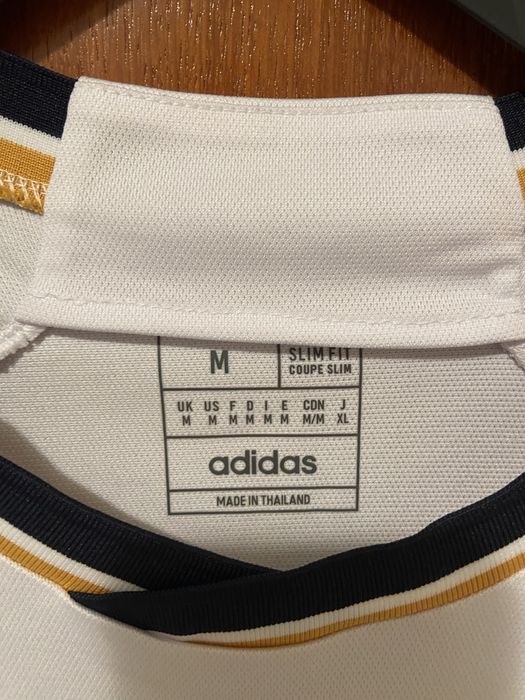 M
SLIM FIT
COUPE SLIM
UK US F D I E CDN J
M M M M M M M/M XL
adidas
MADE IN THAILAND